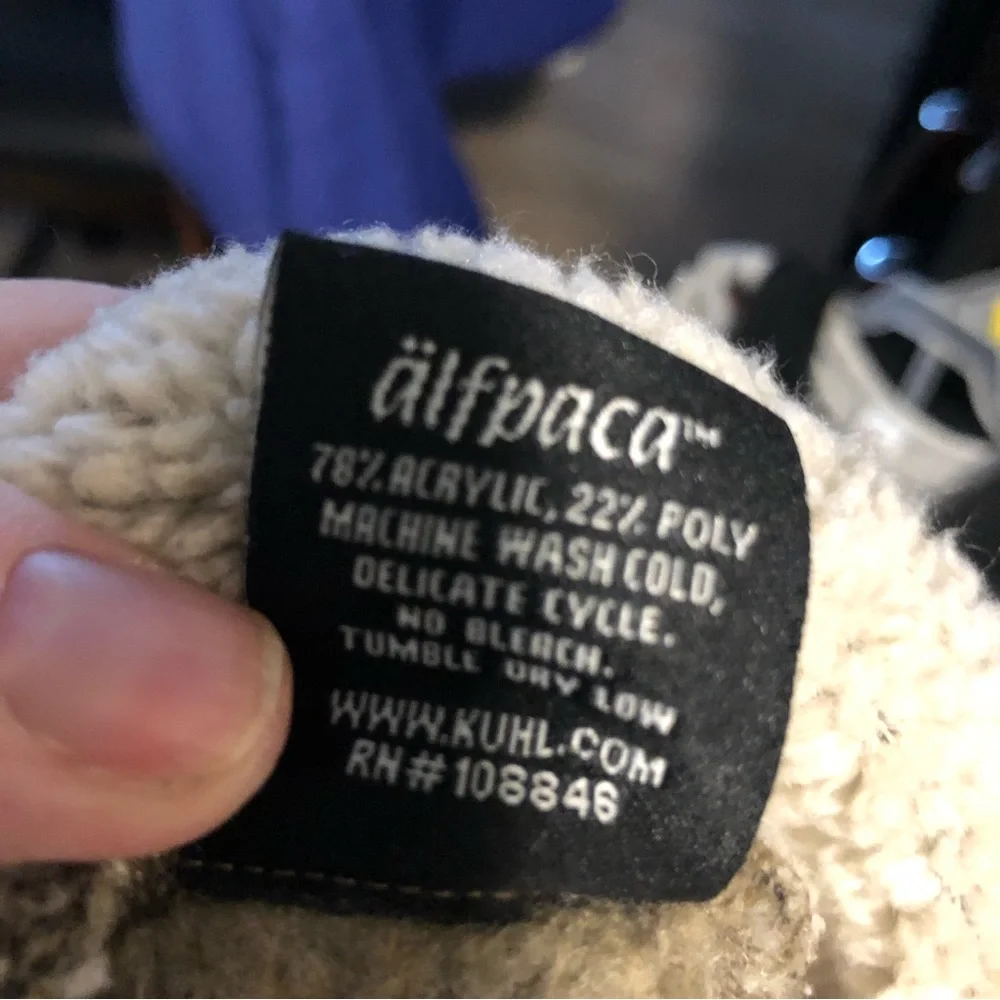 älfpaca™
78% ACRYLIC, 22% POLY
MACHINE WASH COLD,
DELICATE CYCLE.
NO BLEACH.
TUMBLE DRY LOW
WWW.KUHL.COM
RN#108846